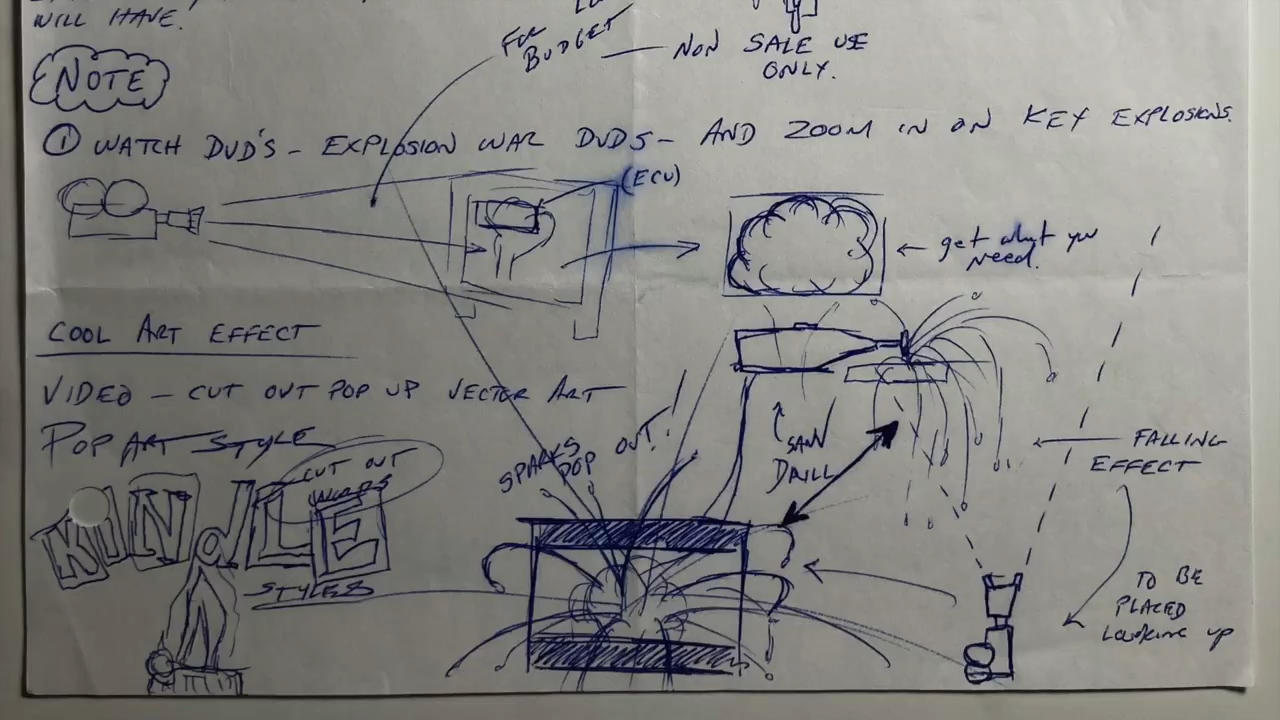 WILL HAVE.
FOR
BUDGET
NON SALE USE
ONLY.
NOTE
① WATCH DVD'S - EXPLOSION WAR DVDS - AND ZOOM IN ON KEY EXPLOSIONS.
(ECU)
← get what you
need.
COOL ART EFFECT
VIDEO - CUT OUT POP UP VECTOR ART
POP ART STYLE
CUT OUT
WORDS
KINdLE
STYLES
SPARKS
POP OUT!
DRILL
FALLING
EFFECT
TO BE
PLACED
Looking up